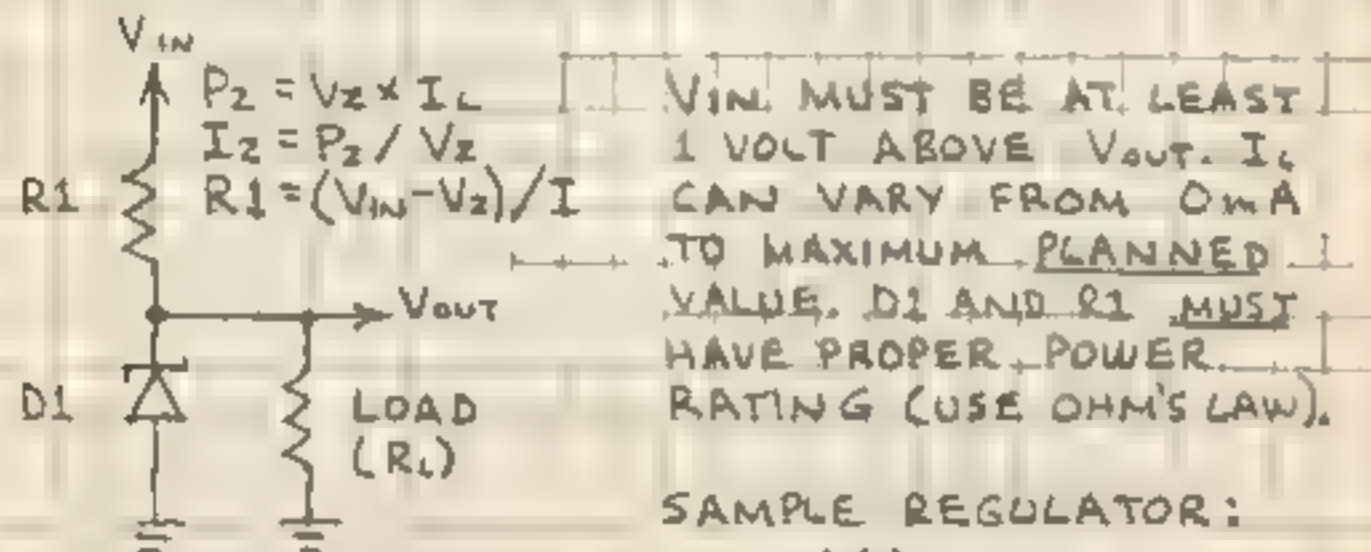 VIN
PZ = VZ × IL
IZ = PZ / VZ
R1 = (VIN-VZ)/I
R1
VOUT
D1
LOAD
(RL)
VIN MUST BE AT LEAST
1 VOLT ABOVE VOUT. IL
CAN VARY FROM 0mA
TO MAXIMUM PLANNED
VALUE. D1 AND R1 MUST
HAVE PROPER POWER
RATING (USE OHM'S LAW).
SAMPLE REGULATOR: